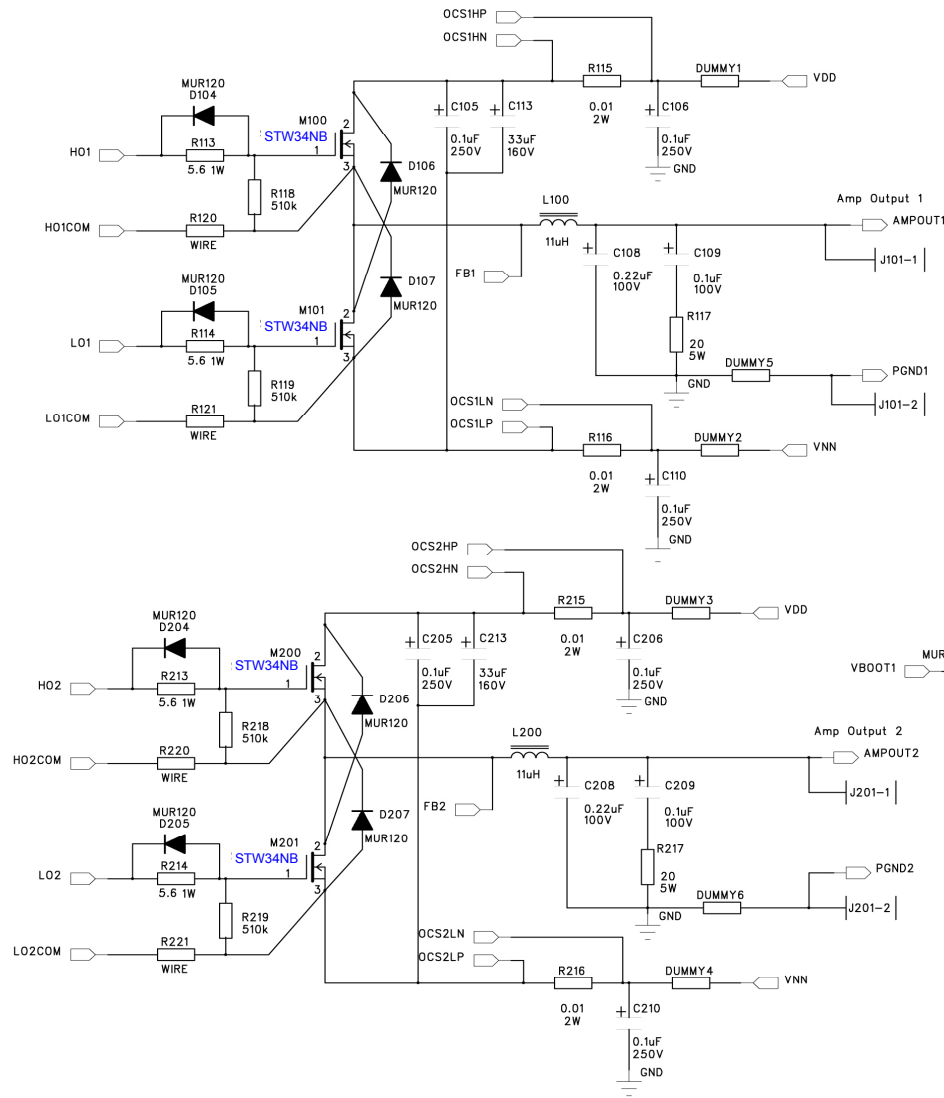 OCS1HP
OCS1HN
MUR120
D104
R115
DUMMY1
VDD
M100
STW34NB
C105
C113
0.01
2W
C106
0.1uF
250V
33uF
160V
0.1uF
250V
GND
HO1
R113
5.6 1W
1
2
3
D106
MUR120
R118
510k
L100
11uH
Amp Output 1
AMPOUT1
HO1COM
R120
WIRE
J101-1
FB1
C108
0.22uF
100V
C109
0.1uF
100V
MUR120
D105
D107
MUR120
M101
STW34NB
R117
20
5W
LO1
R114
5.6 1W
1
2
3
DUMMY5
PGND1
GND
J101-2
R119
510k
OCS1LN
OCS1LP
LO1COM
R121
WIRE
R116
0.01
2W
DUMMY2
VNN
C110
0.1uF
250V
GND
OCS2HP
OCS2HN
MUR120
D204
R215
DUMMY3
VDD
M200
STW34NB
C205
C213
0.01
2W
C206
0.1uF
250V
33uF
160V
0.1uF
250V
GND
MUR
VBOOT1
HO2
R213
5.6 1W
1
2
3
D206
MUR120
R218
510k
L200
11uH
Amp Output 2
AMPOUT2
HO2COM
R220
WIRE
J201-1
FB2
C208
0.22uF
100V
C209
0.1uF
100V
MUR120
D205
D207
MUR120
M201
STW34NB
R217
20
5W
LO2
R214
5.6 1W
1
2
3
DUMMY6
PGND2
GND
J201-2
R219
510k
OCS2LN
OCS2LP
LO2COM
R221
WIRE
R216
0.01
2W
DUMMY4
VNN
C210
0.1uF
250V
GND